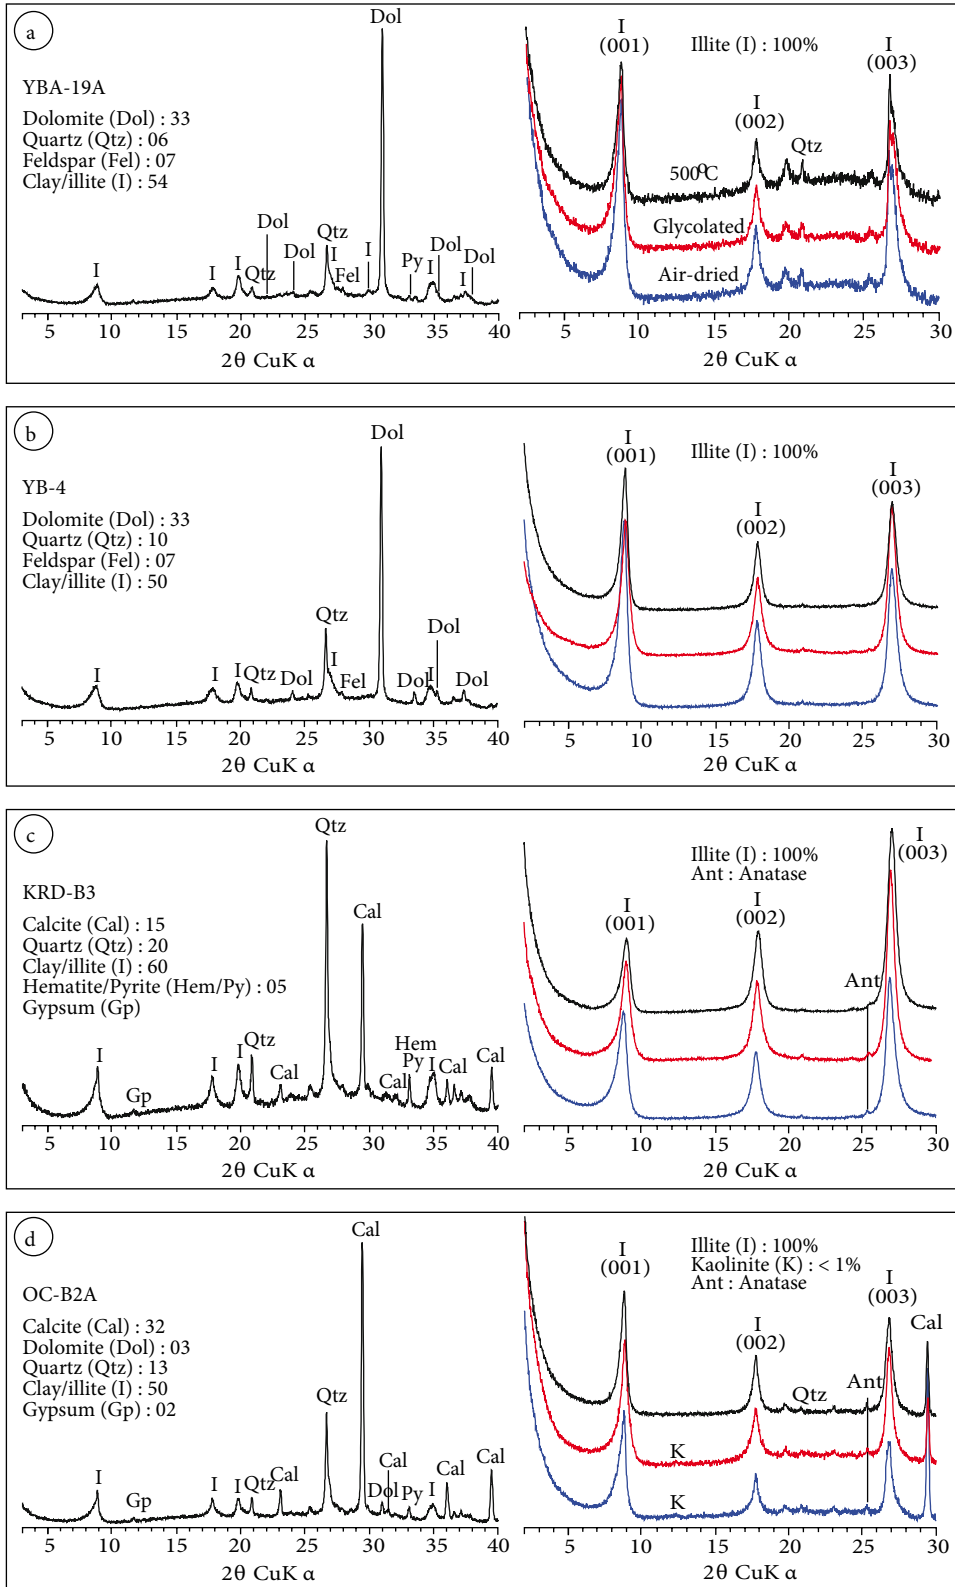 a
YBA-19A
Dolomite (Dol) : 33
Quartz (Qtz) : 06
Feldspar (Fel) : 07
Clay/illite (I) : 54
Dol
I
I
I
Qtz
Dol
Dol
Qtz
I
Fel
I
Py
I
Dol
I
Dol
5 10 15 20 25 30 35 40
2θ CuK α
I
(001)
Illite (I) : 100%
I
(002)
Qtz
I
(003)
500⁰C
Glycolated
Air-dried
5 10 15 20 25 30
2θ CuK α
b
YB-4
Dolomite (Dol) : 33
Quartz (Qtz) : 10
Feldspar (Fel) : 07
Clay/illite (I) : 50
Dol
I
I
I
Qtz
Dol
Qtz
I
Fel
Dol
I
Dol
Dol
5 10 15 20 25 30 35 40
2θ CuK α
I
(001)
Illite (I) : 100%
I
(002)
I
(003)
5 10 15 20 25 30
2θ CuK α
c
KRD-B3
Calcite (Cal) : 15
Quartz (Qtz) : 20
Clay/illite (I) : 60
Hematite/Pyrite (Hem/Py) : 05
Gypsum (Gp)
I
Gp
I
I
Qtz
Cal
Qtz
Cal
Cal
Hem
Py
I
Cal
Cal
5 10 15 20 25 30 35 40
2θ CuK α
Illite (I) : 100%
Ant : Anatase
I
(001)
I
(002)
Ant
I
(003)
5 10 15 20 25 30
2θ CuK α
d
OC-B2A
Calcite (Cal) : 32
Dolomite (Dol) : 03
Quartz (Qtz) : 13
Clay/illite (I) : 50
Gypsum (Gp) : 02
I
Gp
I
I
Qtz
Cal
Qtz
Cal
Dol
Cal
Py
I
Cal
Cal
5 10 15 20 25 30 35 40
2θ CuK α
I
(001)
Illite (I) : 100%
Kaolinite (K) : < 1%
Ant : Anatase
I
(002)
Qtz
Ant
I
(003)
Cal
K
K
5 10 15 20 25 30
2θ CuK α